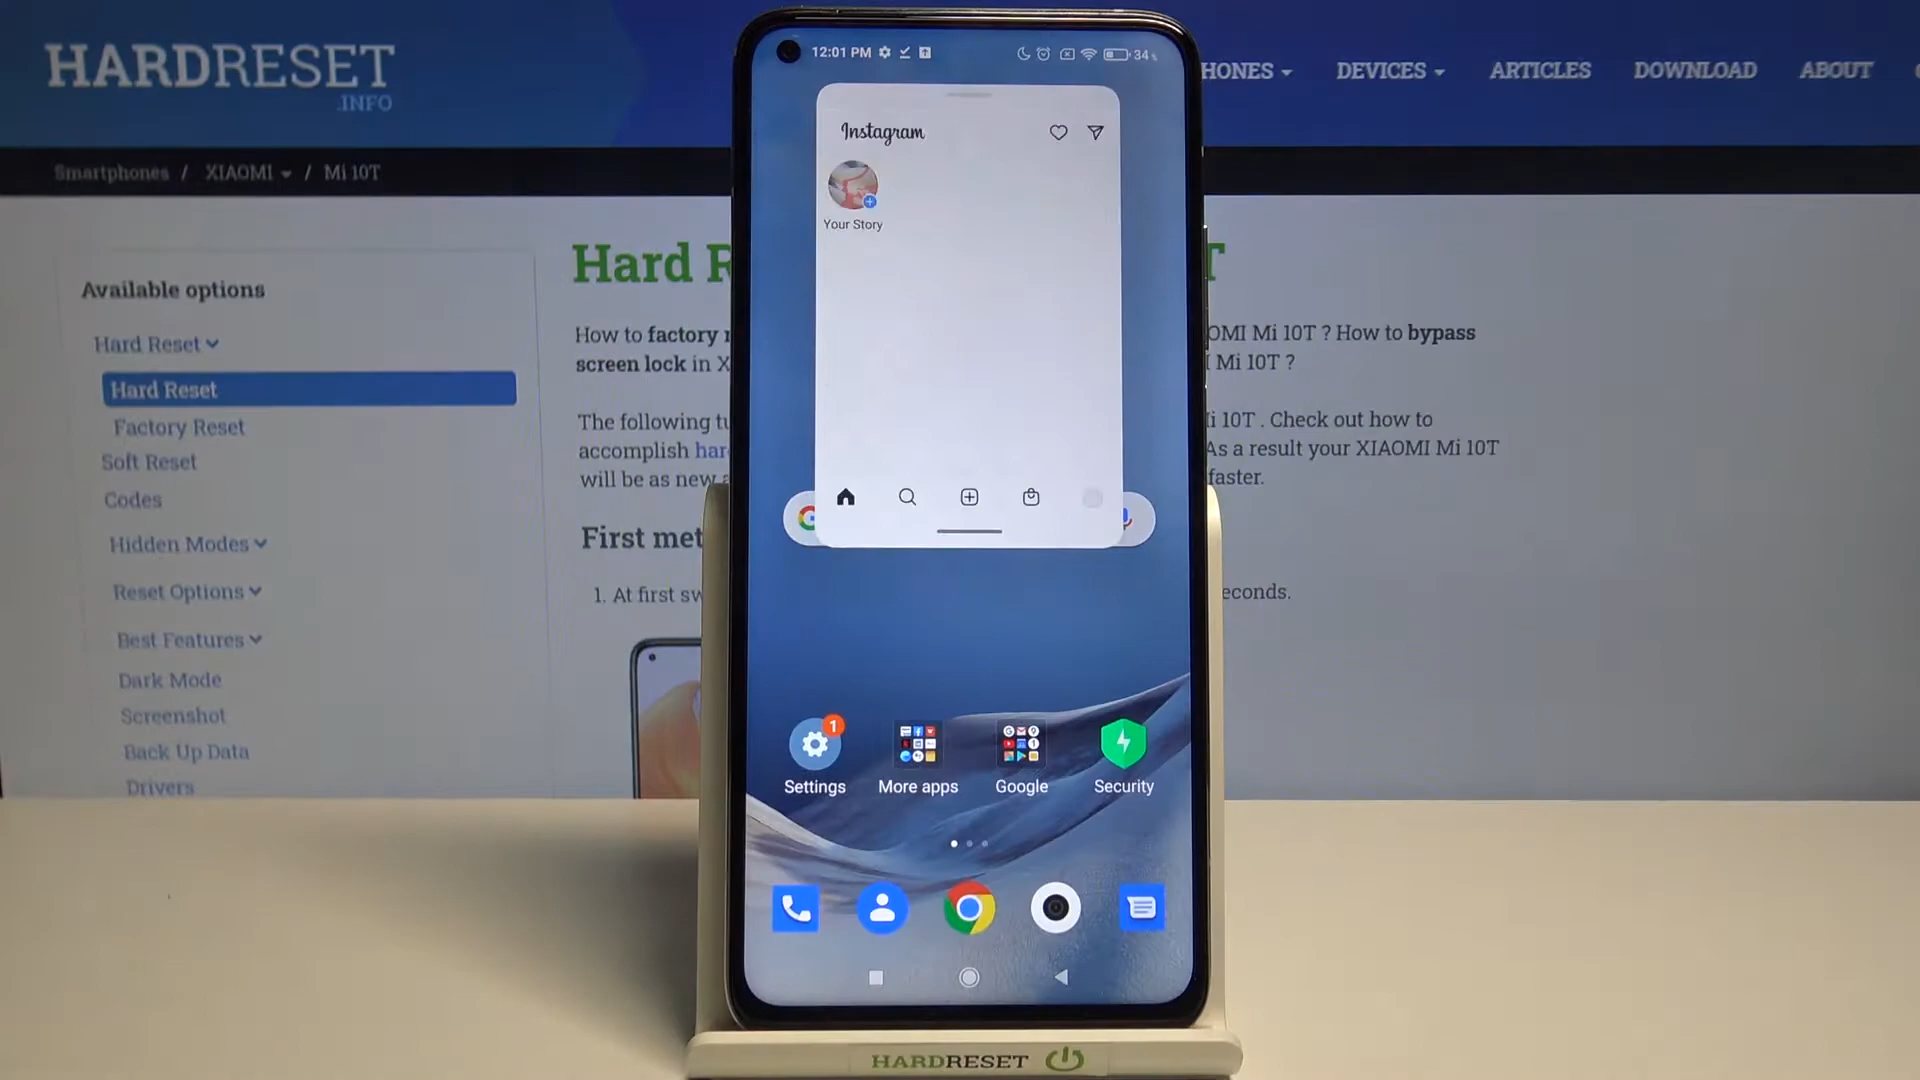 HARDRESET
.INFO
HONES
DEVICES
ARTICLES
DOWNLOAD
ABOUT
Smartphones / XIAOMI / Mi 10T
Available options
Hard Reset
Hard Reset
Factory Reset
Soft Reset
Codes
Hidden Modes
Reset Options
Best Features
Dark Mode
Screenshot
Back Up Data
Drivers
Hard R
T
How to factory r
OMI Mi 10T ? How to bypass
screen lock in X
I Mi 10T ?
The following tu
i 10T . Check out how to
accomplish har
As a result your XIAOMI Mi 10T
will be as new a
faster.
First met
1. At first sw
econds.
12:01 PM
34
Instagram
Your Story
1
Settings
More apps
Google
Security
HARDRESET